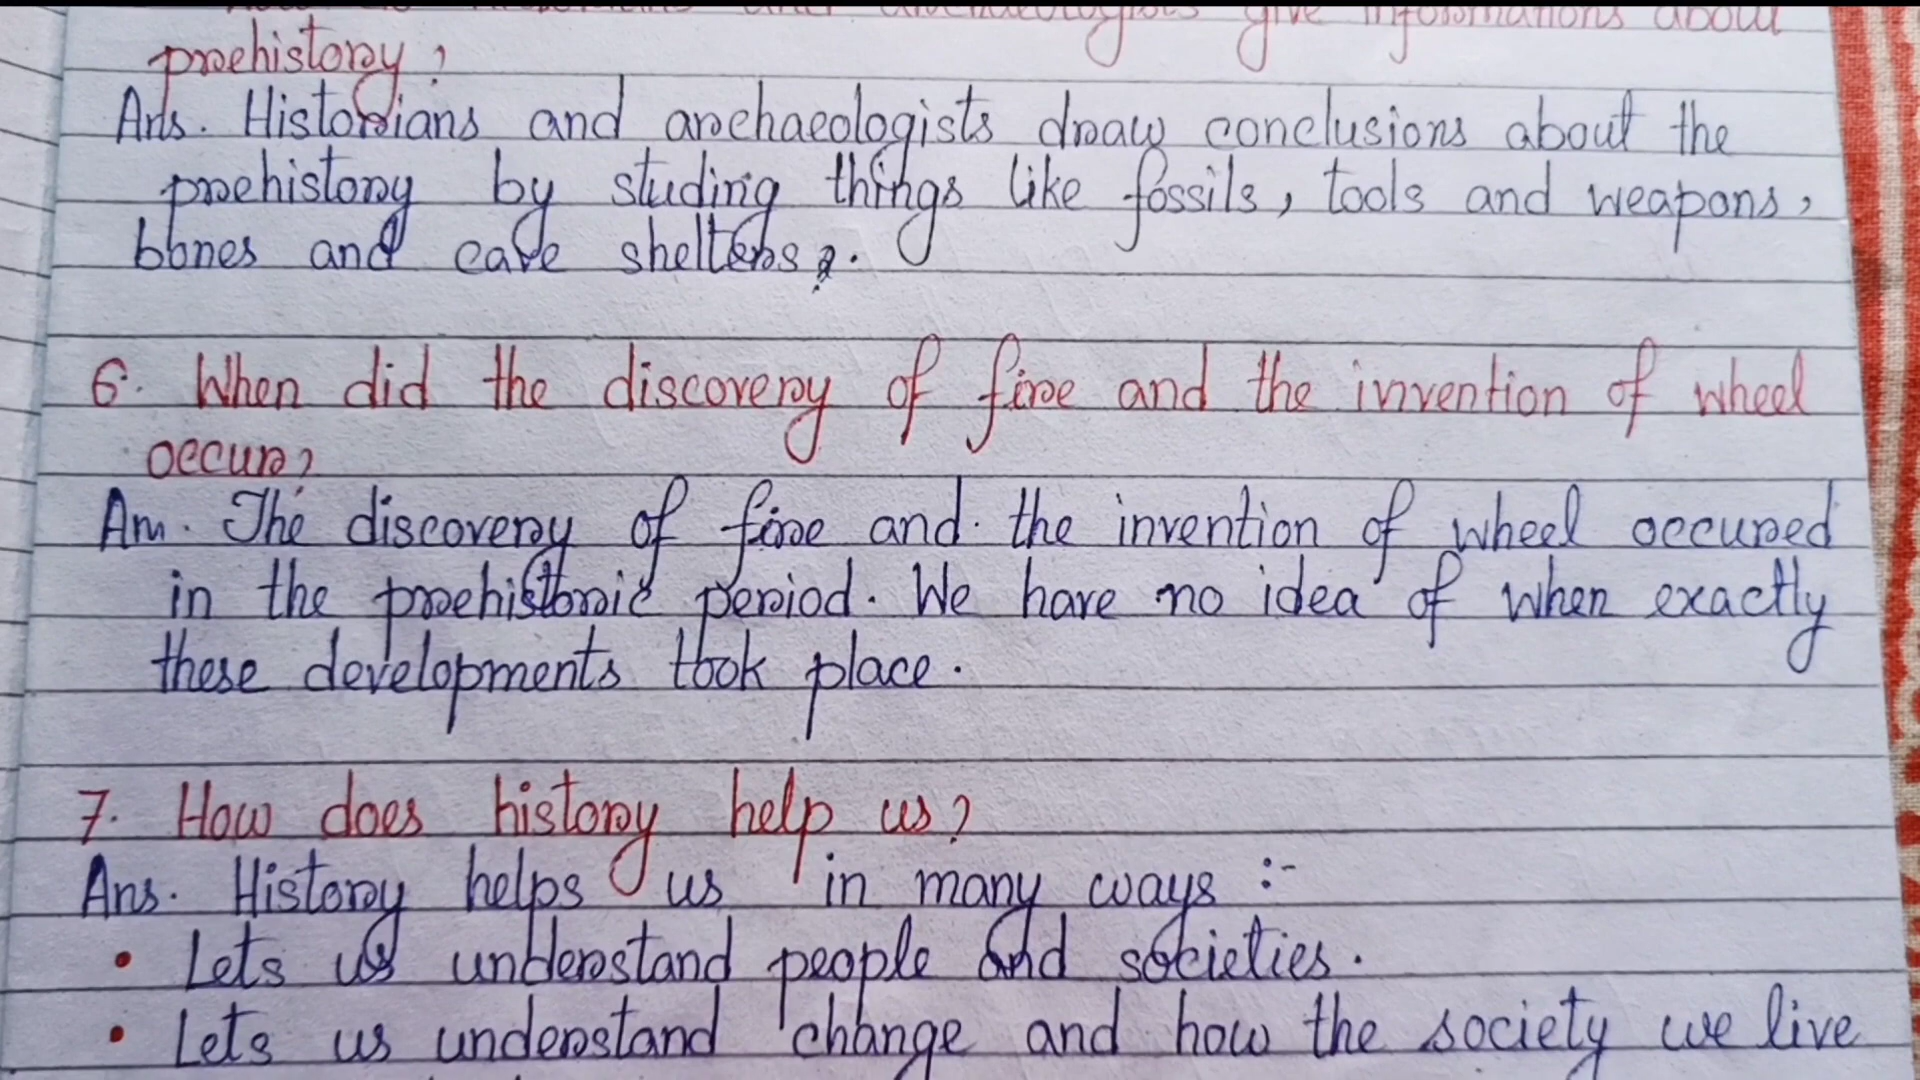 give informations about
prehistory?
Ans. Historians and archaeologists draw conclusions about the
prehistory by studing things like fossils, tools and weapons,
bones and cave shelters.
6. When did the discovery of fire and the invention of wheel
occur?
Ans. The discovery of fire and the invention of wheel occured
in the prehistoric period. We have no idea of when exactly
these developments took place.
7. How does history help us?
Ans. History helps us in many ways :-
• Lets us understand people and societies.
• Lets us understand change and how the society we live